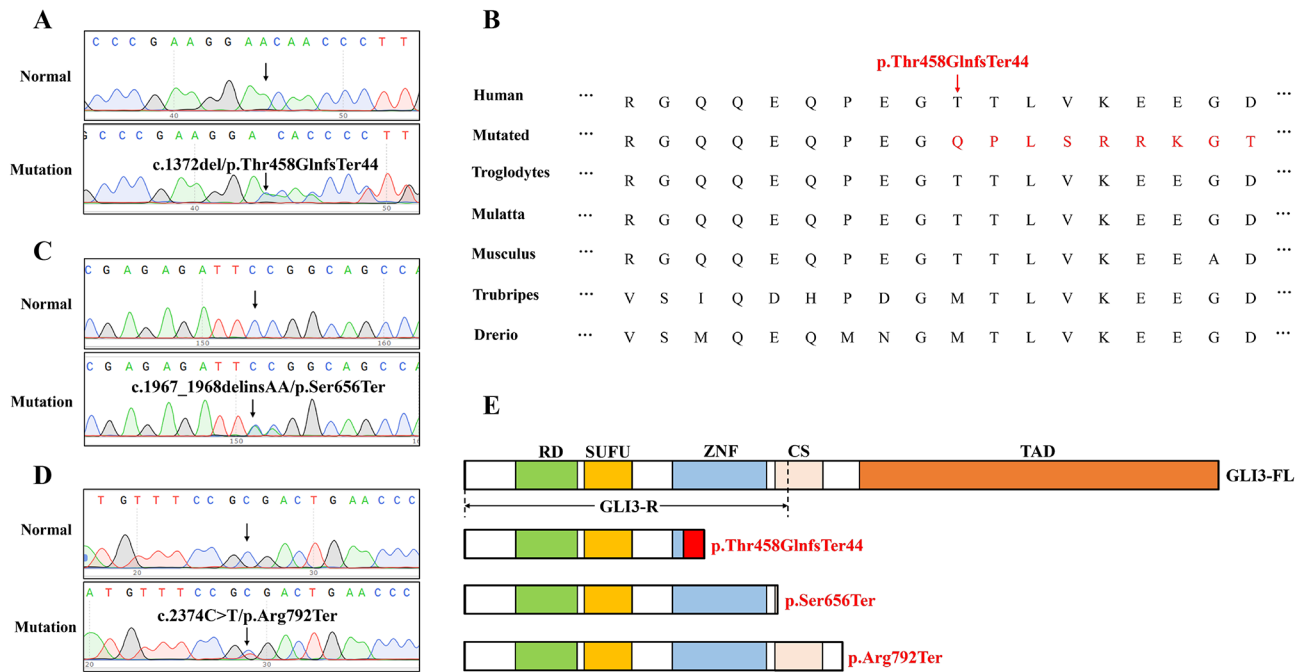 A
Normal
C C C G A A G G A A C A A C C C T T
40
50
Mutation
G C C C G A A G G A C A C C C C T T
c.1372del/p.Thr458GlnfsTer44
40
50
B
p.Thr458GlnfsTer44
Human ... R G Q Q E Q P E G T T L V K E E G D ...
Mutated ... R G Q Q E Q P E G Q P L S R R K G T ...
Troglodytes ... R G Q Q E Q P E G T T L V K E E G D ...
Mulatta ... R G Q Q E Q P E G T T L V K E E G D ...
Musculus ... R G Q Q E Q P E G T T L V K E E A D ...
Trubripes ... V S I Q D H P D G M T L V K E E G D ...
Drerio ... V S M Q E Q M N G M T L V K E E G D ...
C
Normal
C G A G A G A T T C C G G C A G C C A
150
160
Mutation
C G A G A G A T T C C G G C A G C C A
c.1967_1968delinsAA/p.Ser656Ter
150
D
Normal
T G T T T C C G C G A C T G A A C C C
20
30
Mutation
A T G T T T C C G C G A C T G A A C C C
c.2374C>T/p.Arg792Ter
20
30
E
RD SUFU ZNF CS TAD
GLI3-FL
GLI3-R
p.Thr458GlnfsTer44
p.Ser656Ter
p.Arg792Ter